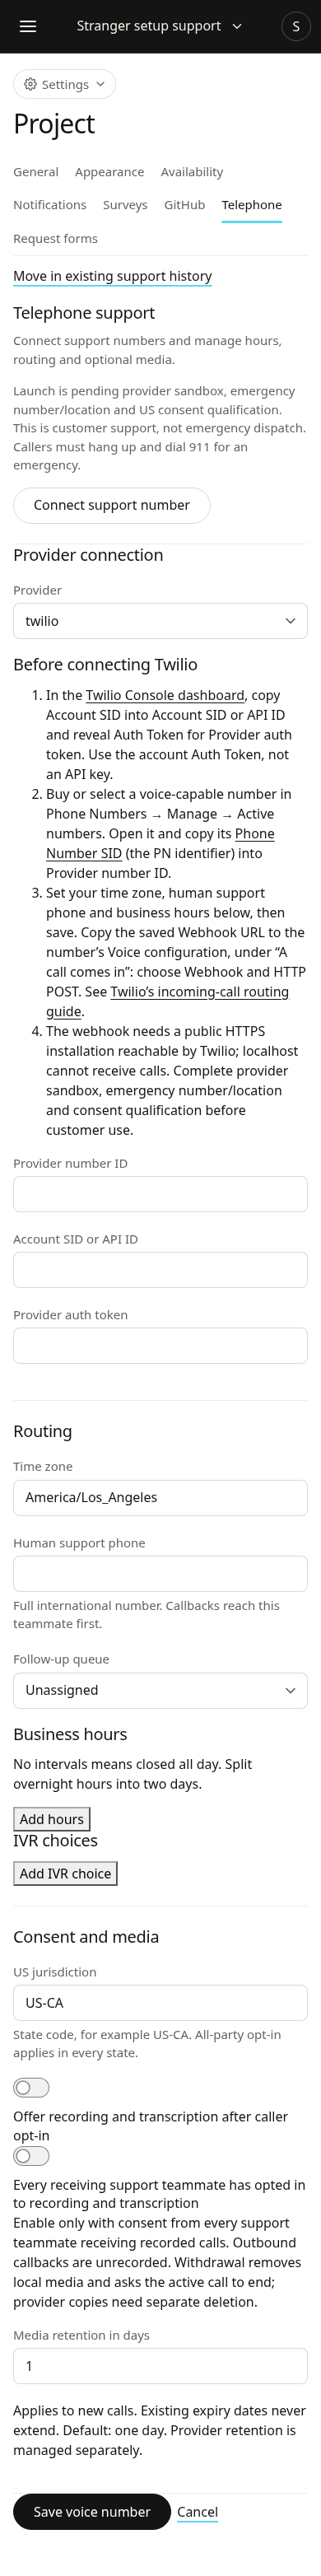 Stranger setup support
S
Settings
Project
General Appearance Availability
Notifications Surveys GitHub Telephone
Request forms
Move in existing support history
Telephone support
Connect support numbers and manage hours,
routing and optional media.
Launch is pending provider sandbox, emergency
number/location and US consent qualification.
This is customer support, not emergency dispatch.
Callers must hang up and dial 911 for an
emergency.
Connect support number
Provider connection
Provider
twilio
Before connecting Twilio
1. In the Twilio Console dashboard, copy
Account SID into Account SID or API ID
and reveal Auth Token for Provider auth
token. Use the account Auth Token, not
an API key.
2. Buy or select a voice-capable number in
Phone Numbers → Manage → Active
numbers. Open it and copy its Phone
Number SID (the PN identifier) into
Provider number ID.
3. Set your time zone, human support
phone and business hours below, then
save. Copy the saved Webhook URL to the
number’s Voice configuration, under “A
call comes in”: choose Webhook and HTTP
POST. See Twilio’s incoming-call routing
guide.
4. The webhook needs a public HTTPS
installation reachable by Twilio; localhost
cannot receive calls. Complete provider
sandbox, emergency number/location
and consent qualification before
customer use.
Provider number ID
Account SID or API ID
Provider auth token
Routing
Time zone
America/Los_Angeles
Human support phone
Full international number. Callbacks reach this
teammate first.
Follow-up queue
Unassigned
Business hours
No intervals means closed all day. Split
overnight hours into two days.
Add hours
IVR choices
Add IVR choice
Consent and media
US jurisdiction
US-CA
State code, for example US-CA. All-party opt-in
applies in every state.
Offer recording and transcription after caller
opt-in
Every receiving support teammate has opted in
to recording and transcription
Enable only with consent from every support
teammate receiving recorded calls. Outbound
callbacks are unrecorded. Withdrawal removes
local media and asks the active call to end;
provider copies need separate deletion.
Media retention in days
1
Applies to new calls. Existing expiry dates never
extend. Default: one day. Provider retention is
managed separately.
Save voice number Cancel